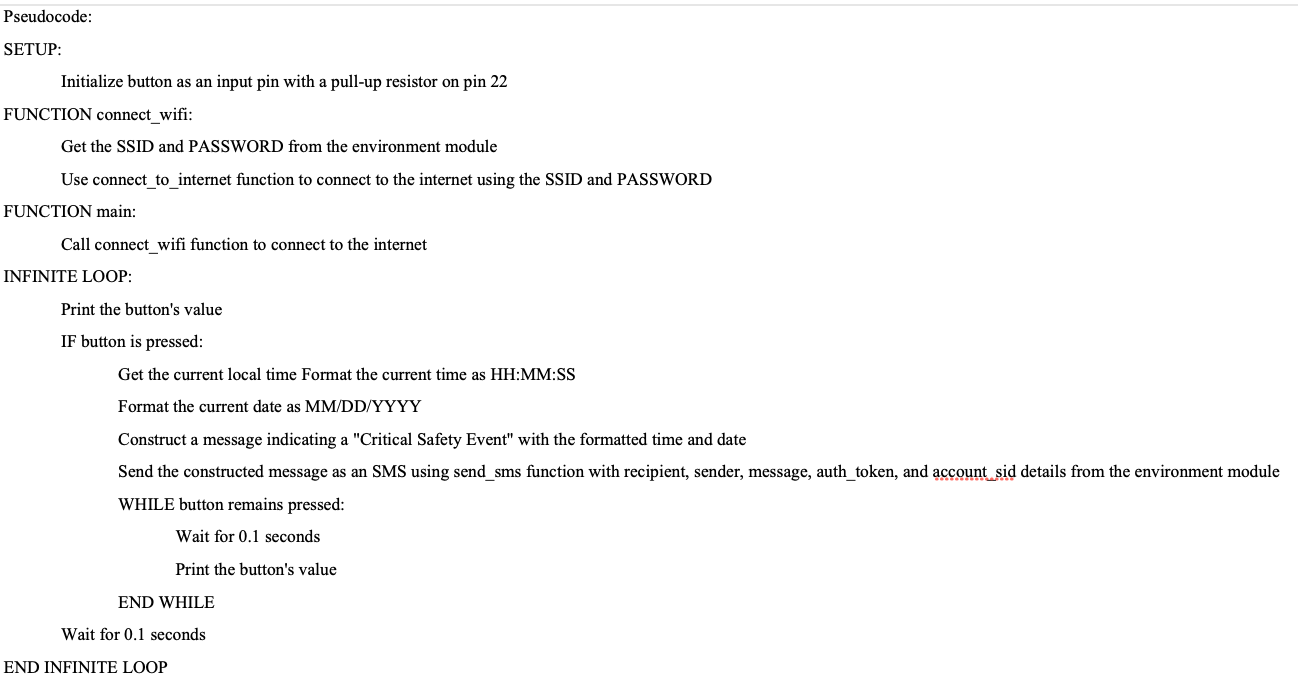 Pseudocode:
SETUP:
Initialize button as an input pin with a pull-up resistor on pin 22
FUNCTION connect_wifi:
Get the SSID and PASSWORD from the environment module
Use connect_to_internet function to connect to the internet using the SSID and PASSWORD
FUNCTION main:
Call connect_wifi function to connect to the internet
INFINITE LOOP:
Print the button's value
IF button is pressed:
Get the current local time Format the current time as HH:MM:SS
Format the current date as MM/DD/YYYY
Construct a message indicating a "Critical Safety Event" with the formatted time and date
Send the constructed message as an SMS using send_sms function with recipient, sender, message, auth_token, and account_sid details from the environment module
WHILE button remains pressed:
Wait for 0.1 seconds
Print the button's value
END WHILE
Wait for 0.1 seconds
END INFINITE LOOP